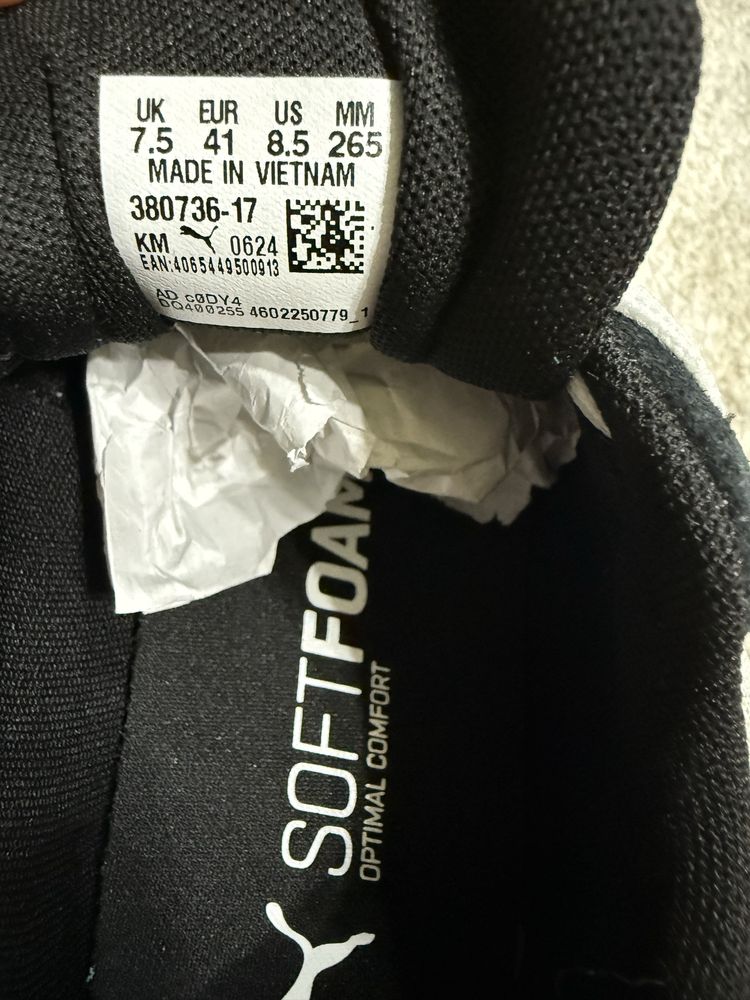 UK EUR US MM
7.5 41 8.5 265
MADE IN VIETNAM
380736-17
KM 0624
EAN:4065449500913
AD c0DY4
DQ400255 4602250779_1
SOFTFOAM
OPTIMAL COMFORT